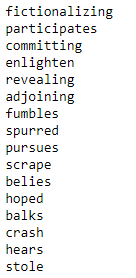 fictionalizing
participates
committing
enlighten
revealing
adjoining
fumbles
spurred
pursues
scrape
belies
hoped
balks
crash
hears
stole